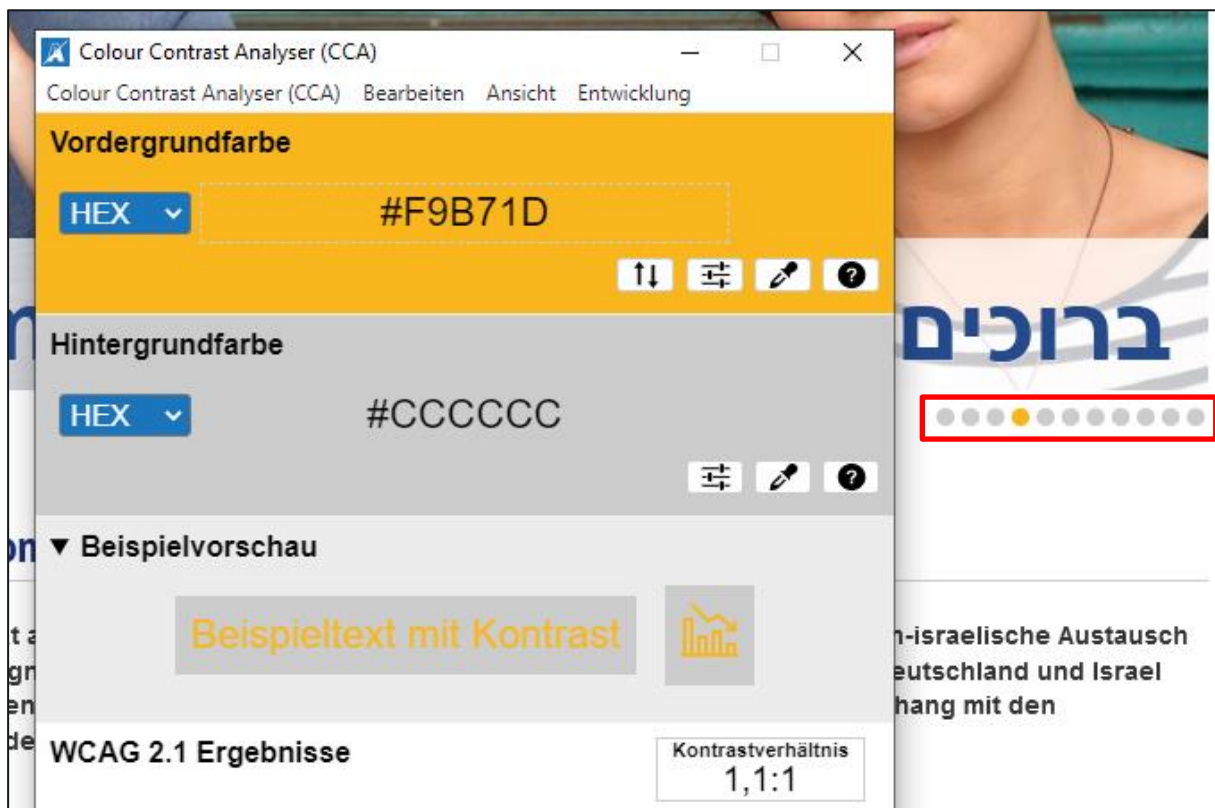 Colour Contrast Analyser (CCA)
Colour Contrast Analyser (CCA) Bearbeiten Ansicht Entwicklung
Vordergrundfarbe
HEX #F9B71D
ברוכים
Hintergrundfarbe
HEX #CCCCCC
Beispielvorschau
Beispieltext mit Kontrast
n-israelische Austausch
eutschland und Israel
hang mit den
WCAG 2.1 Ergebnisse
Kontrastverhältnis
1,1:1